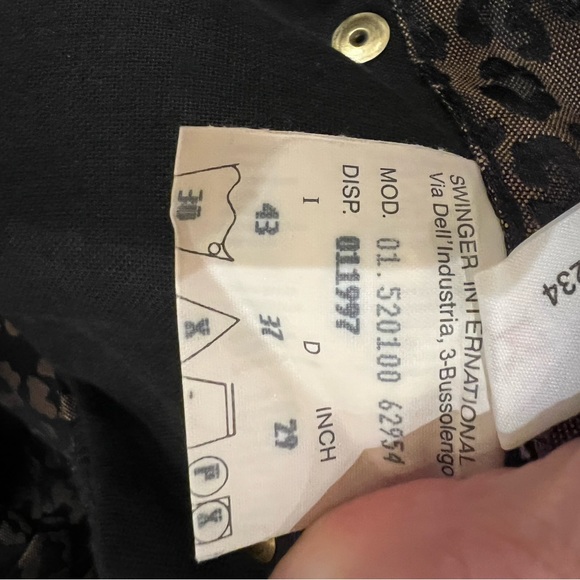 SWINGER INTERNATIONAL
Via Dell'Industria, 3-Bussolengo
MOD. 01.520100 62954
DISP. 011997
I D INCH
43 37 29
30 X P X
234